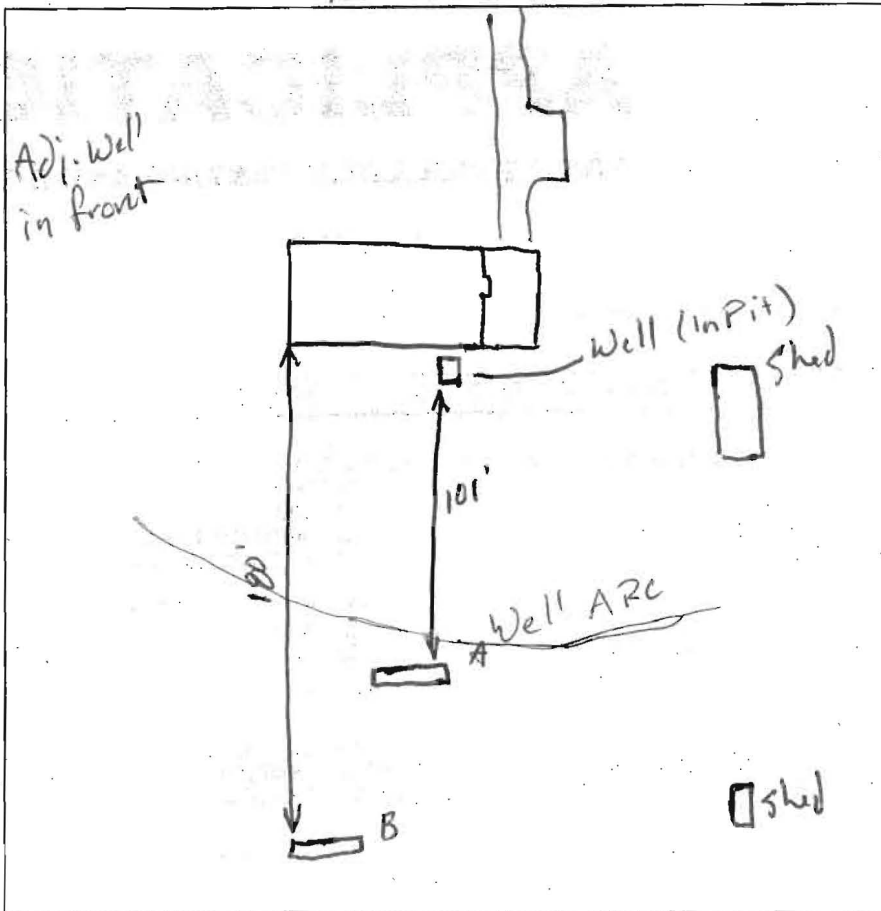 Adj. Well
in front
Well (In Pit)
Shed
101'
Well ARC
A
B
Shed